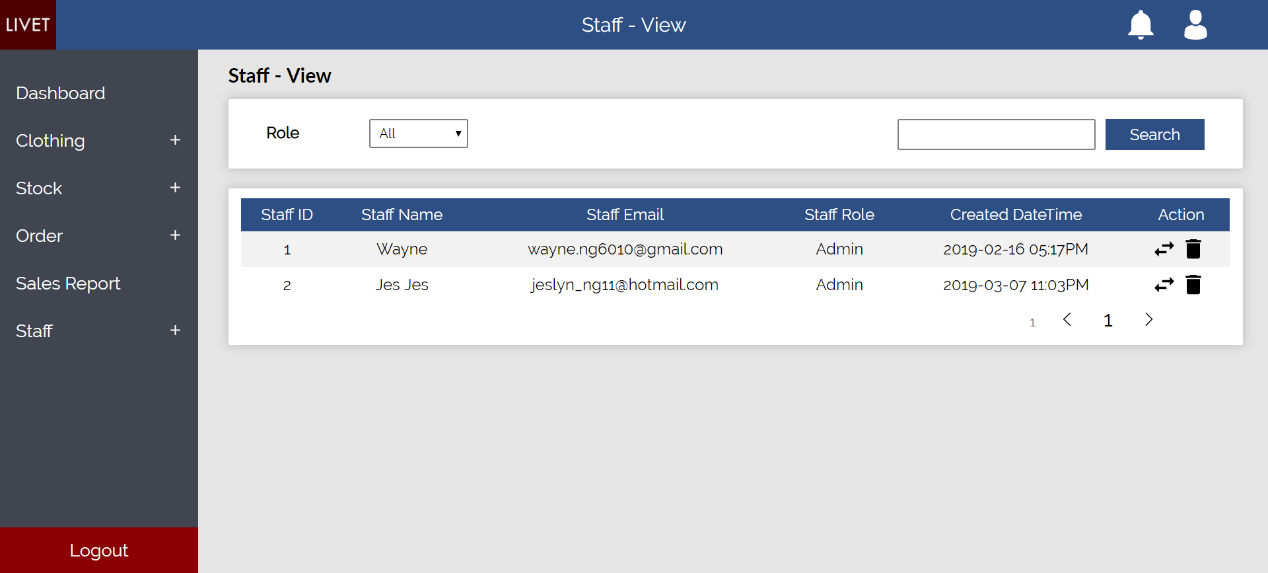 LIVET
Staff - View
Dashboard
Clothing +
Stock +
Order +
Sales Report
Staff +
Logout
Staff - View
Role All Search
Staff ID Staff Name Staff Email Staff Role Created DateTime Action
1 Wayne wayne.ng6010@gmail.com Admin 2019-02-16 05:17PM
2 Jes Jes jeslyn_ng11@hotmail.com Admin 2019-03-07 11:03PM
1 < 1 >